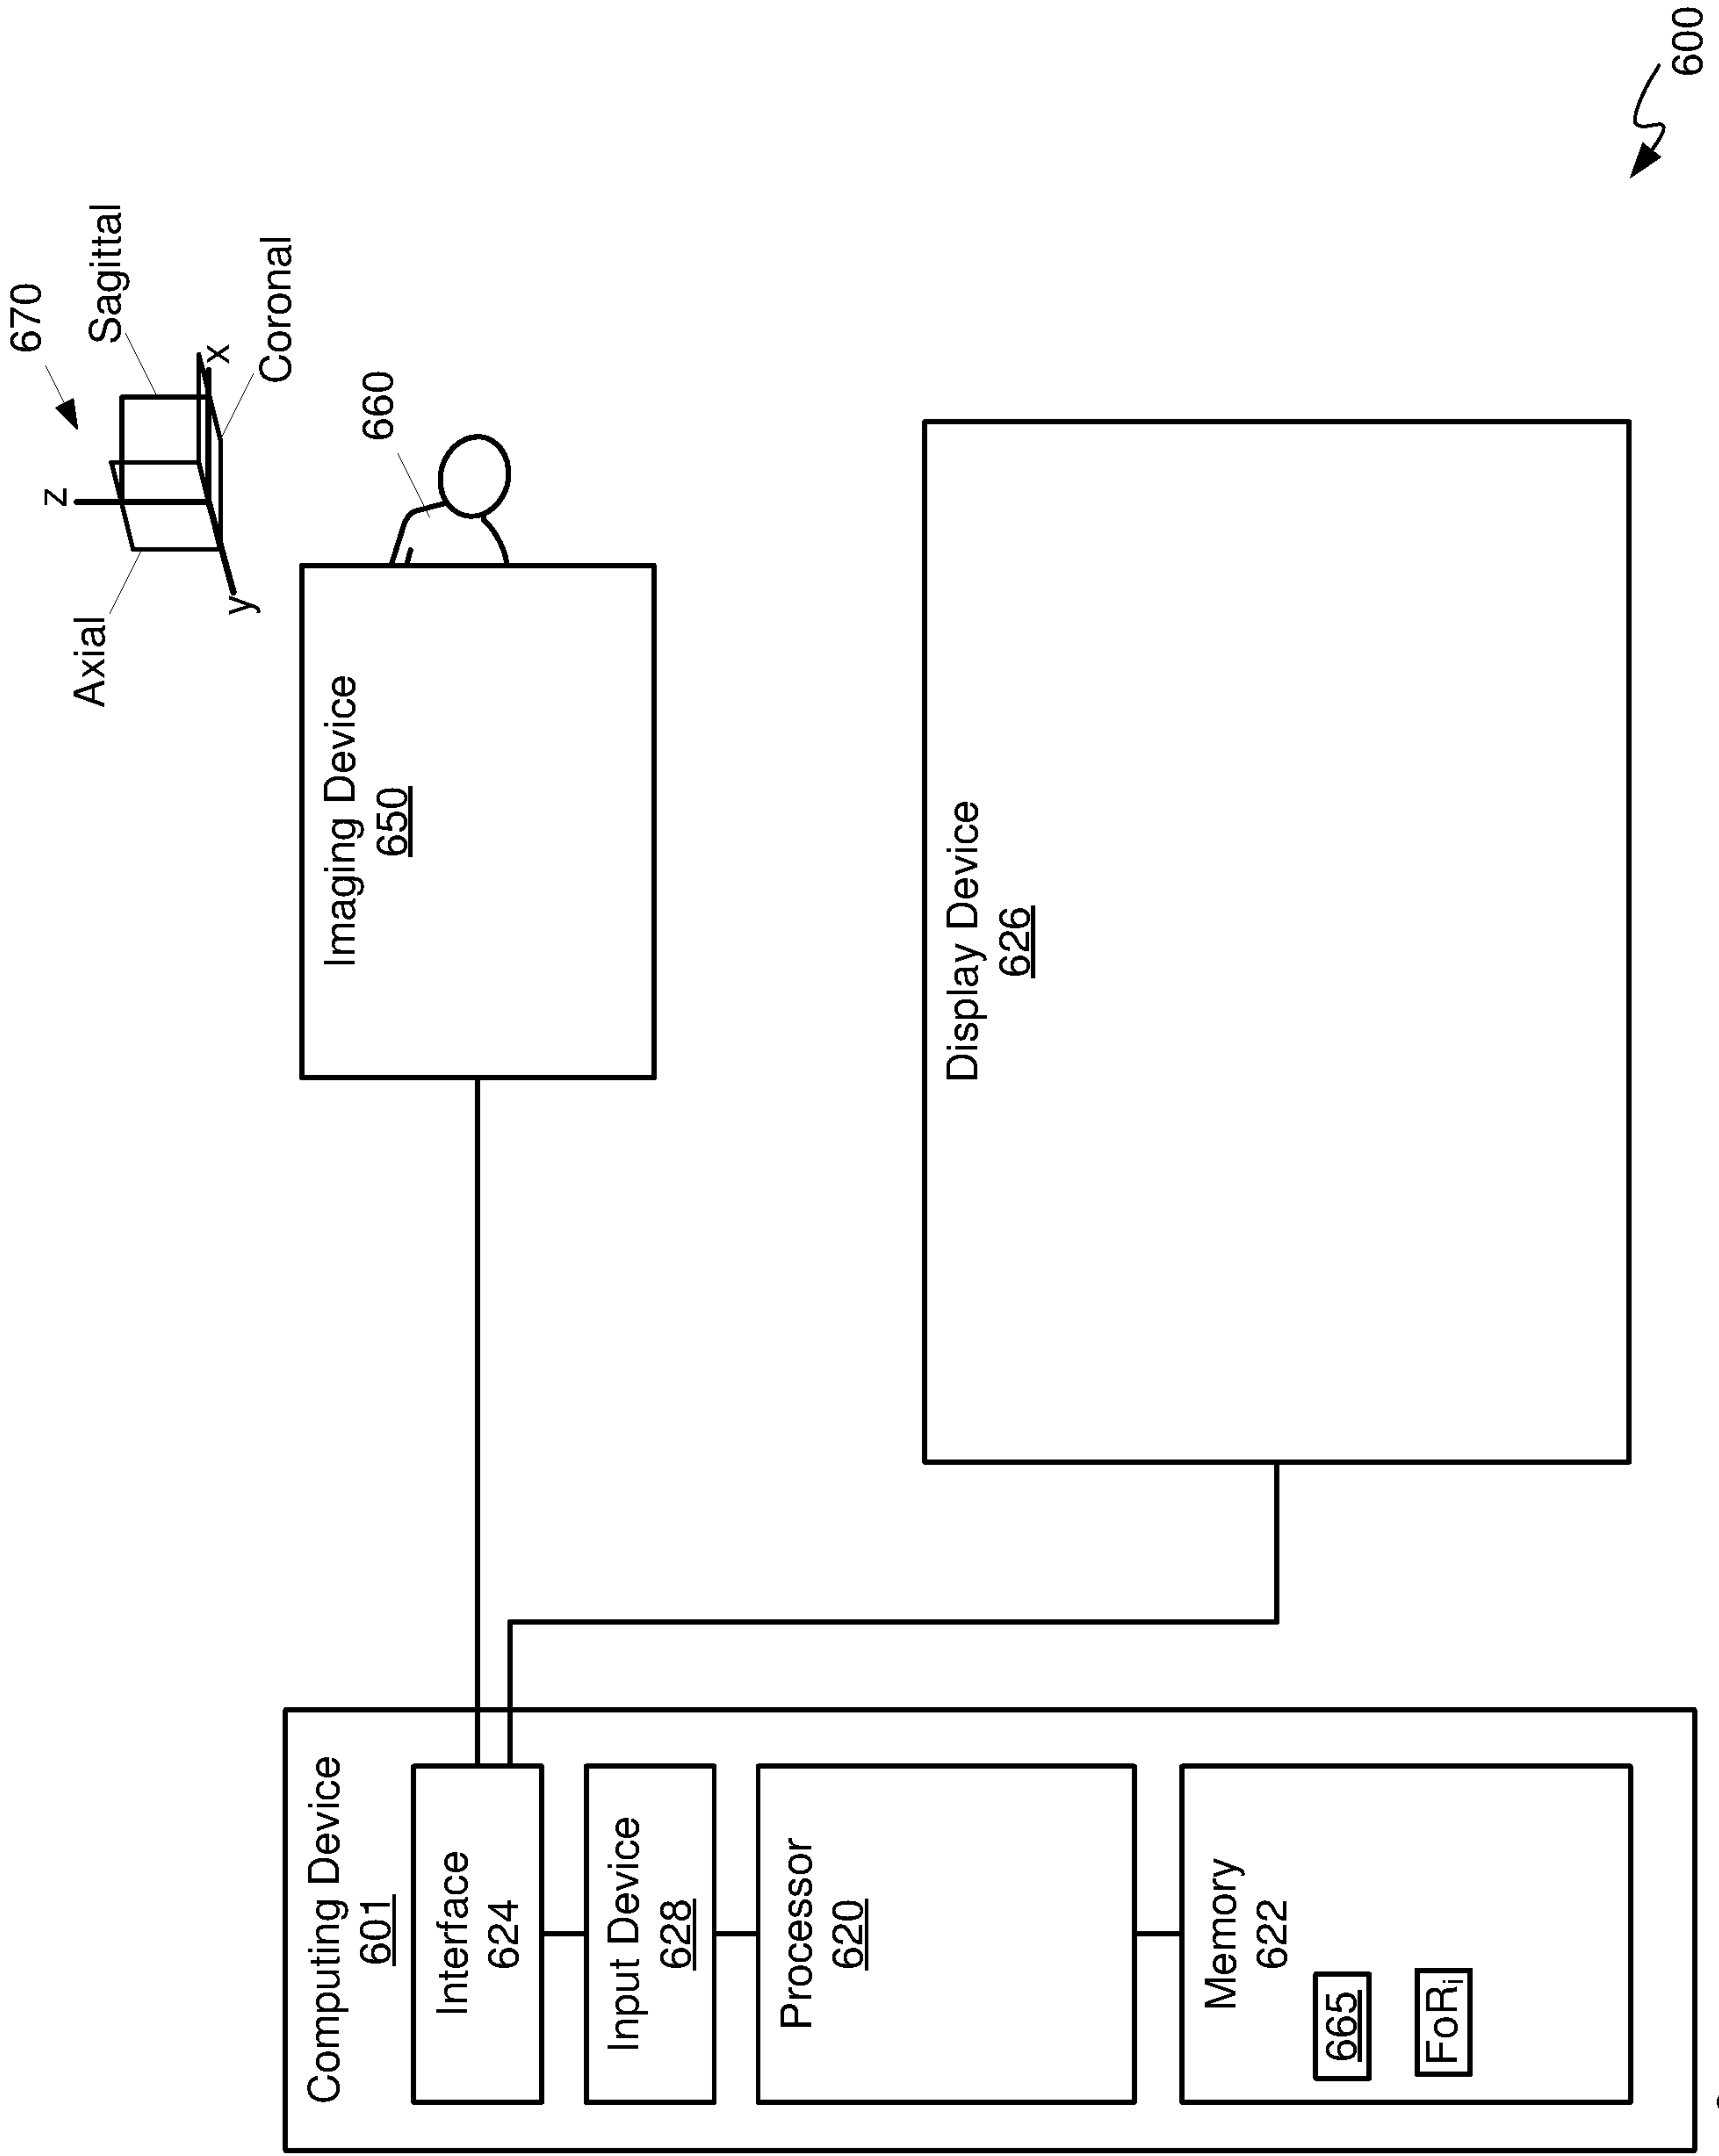 Computing Device
601
Interface
624
Input Device
628
Processor
620
Memory
622
665
FoRi
Imaging Device
650
Display Device
626
660
670
Axial
Sagittal
Coronal
z
x
y
600